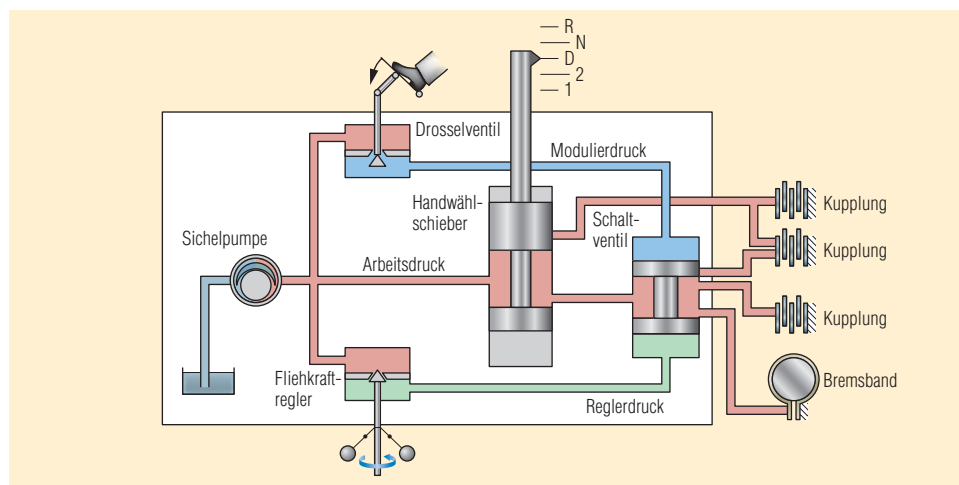 R
N
D
2
1
Drosselventil
Modulierdruck
Handwähl-
schieber
Schalt-
ventil
Kupplung
Sichelpumpe
Arbeitsdruck
Kupplung
Kupplung
Fliehkraft-
regler
Reglerdruck
Bremsband